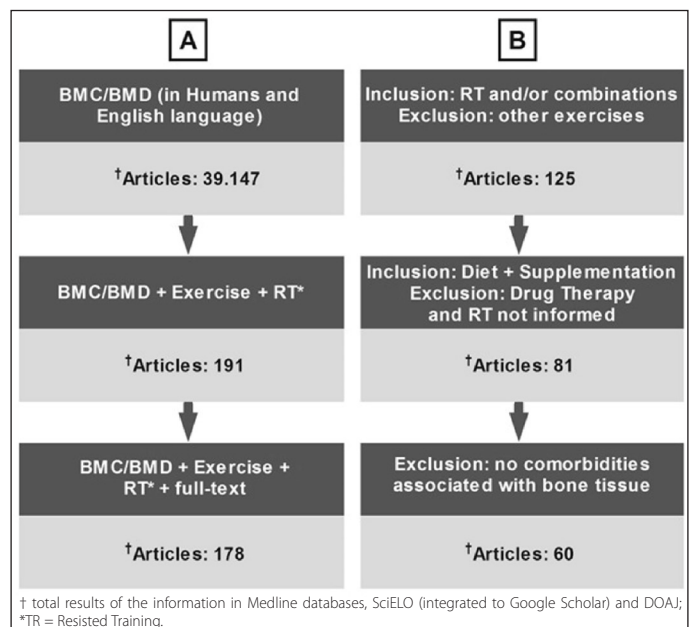 A
BMC/BMD (in Humans and
English language)
†Articles: 39.147
BMC/BMD + Exercise + RT*
†Articles: 191
BMC/BMD + Exercise +
RT* + full-text
†Articles: 178
B
Inclusion: RT and/or combinations
Exclusion: other exercises
†Articles: 125
Inclusion: Diet + Supplementation
Exclusion: Drug Therapy
and RT not informed
†Articles: 81
Exclusion: no comorbidities
associated with bone tissue
†Articles: 60
† total results of the information in Medline databases, SciELO (integrated to Google Scholar) and DOAJ;
*TR = Resisted Training.